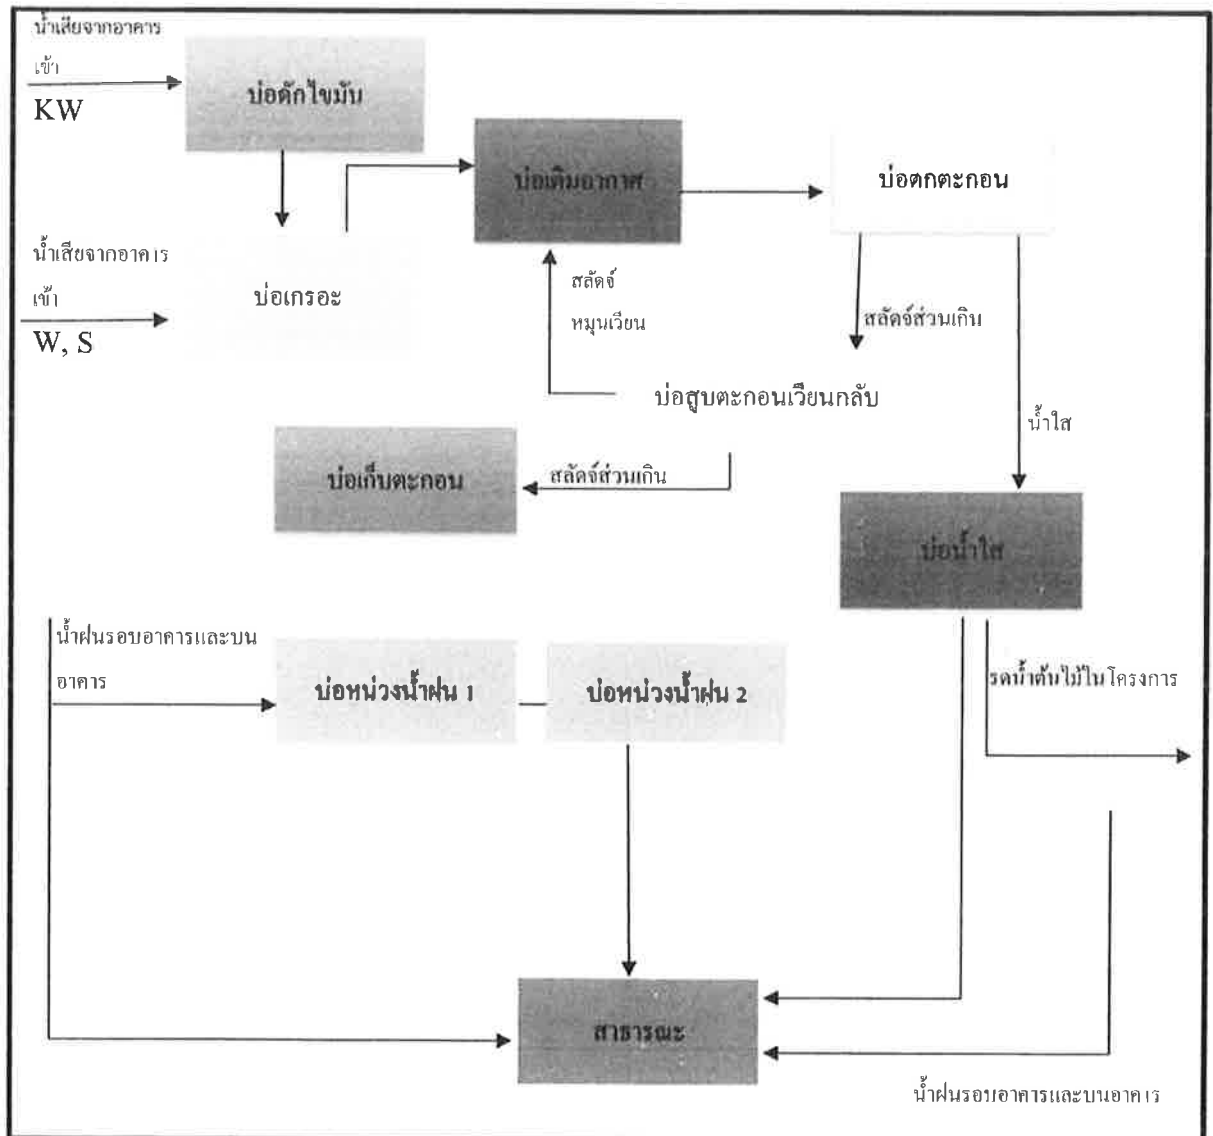 น้ำเสียจากอาคาร
เข้า
KW
บ่อดักไขมัน
บ่อเติมอากาศ
บ่อตกตะกอน
น้ำเสียจากอาคาร
เข้า
W, S
บ่อเกรอะ
สลัดจ์
หมุนเวียน
สลัดจ์ส่วนเกิน
บ่อสูบตะกอนเวียนกลับ
น้ำใส
บ่อเก็บตะกอน
สลัดจ์ส่วนเกิน
บ่อน้ำใส
น้ำฝนรอบอาคารและบน
อาคาร
บ่อหน่วงน้ำฝน 1
บ่อหน่วงน้ำฝน 2
รดน้ำต้นไม้ในโครงการ
สาธารณะ
น้ำฝนรอบอาคารและบนอาคาร